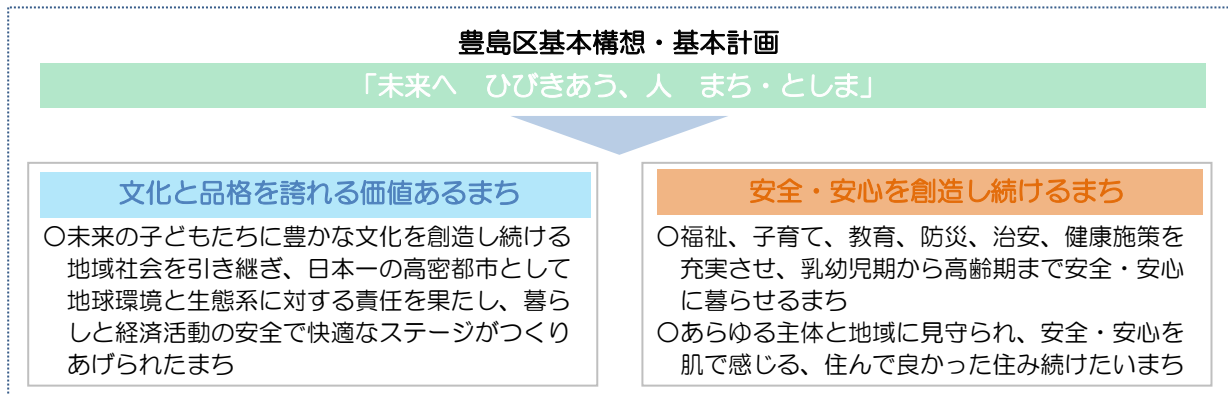 豊島区基本構想・基本計画
「未来へ　ひびきあう、人　まち・としま」
文化と品格を誇れる価値あるまち
○未来の子どもたちに豊かな文化を創造し続ける
地域社会を引き継ぎ、日本一の高密都市として
地球環境と生態系に対する責任を果たし、暮ら
しと経済活動の安全で快適なステージがつくり
あげられたまち
安全・安心を創造し続けるまち
○福祉、子育て、教育、防災、治安、健康施策を
充実させ、乳幼児期から高齢期まで安全・安心
に暮らせるまち
○あらゆる主体と地域に見守られ、安全・安心を
肌で感じる、住んで良かった住み続けたいまち